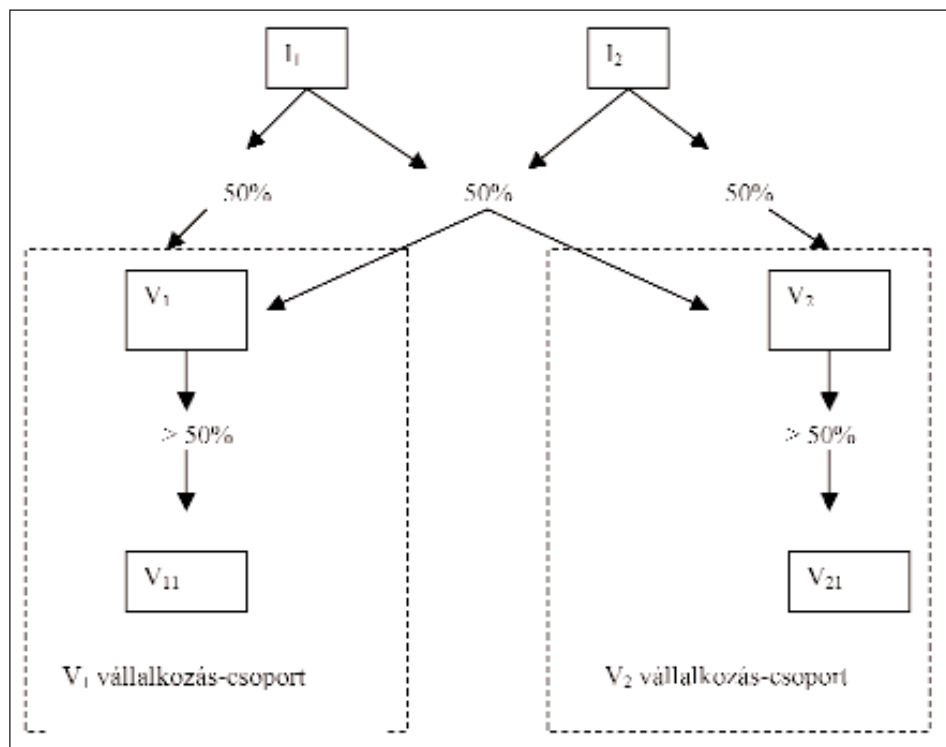 I₁ I₂
50% 50% 50%
V₁ V₂
> 50% > 50%
V₁₁ V₂₁
V₁ vállalkozás-csoport V₂ vállalkozás-csoport